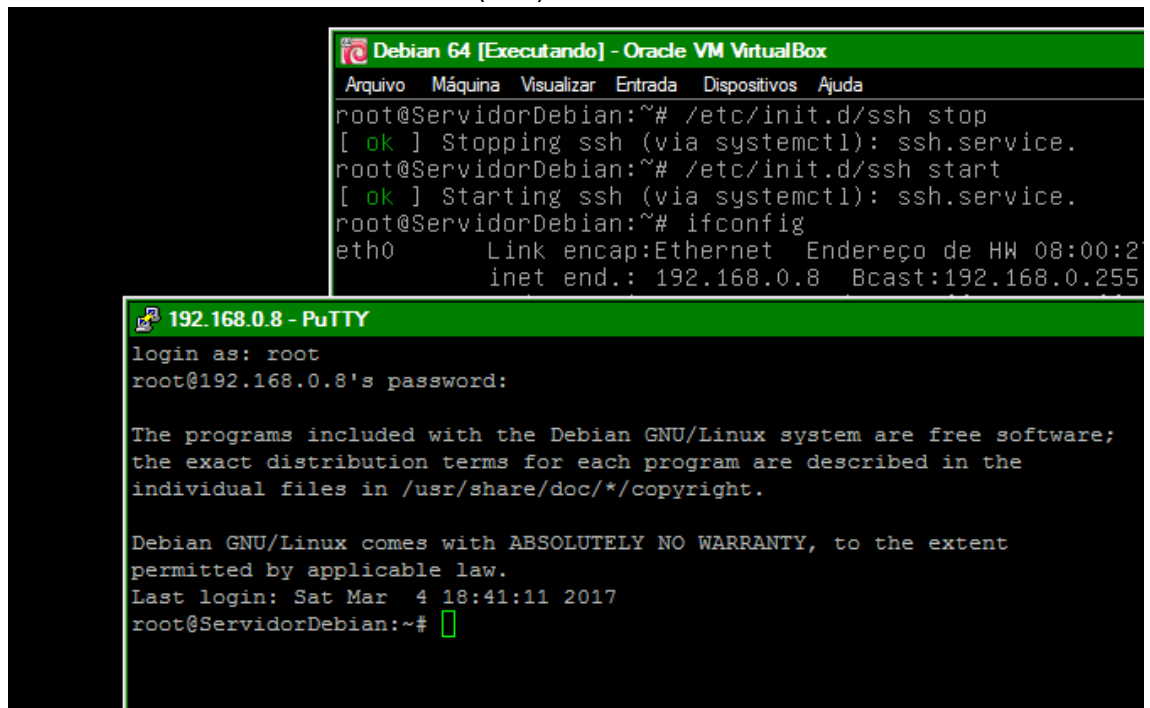 Debian 64 [Executando] - Oracle VM VirtualBox
Arquivo Máquina Visualizar Entrada Dispositivos Ajuda
root@ServidorDebian:~# /etc/init.d/ssh stop
[ ok ] Stopping ssh (via systemctl): ssh.service.
root@ServidorDebian:~# /etc/init.d/ssh start
[ ok ] Starting ssh (via systemctl): ssh.service.
root@ServidorDebian:~# ifconfig
eth0 Link encap:Ethernet Endereço de HW 08:00:2
inet end.: 192.168.0.8 Bcast:192.168.0.255
192.168.0.8 - PuTTY
login as: root
root@192.168.0.8's password:
The programs included with the Debian GNU/Linux system are free software;
the exact distribution terms for each program are described in the
individual files in /usr/share/doc/*/copyright.
Debian GNU/Linux comes with ABSOLUTELY NO WARRANTY, to the extent
permitted by applicable law.
Last login: Sat Mar 4 18:41:11 2017
root@ServidorDebian:~#